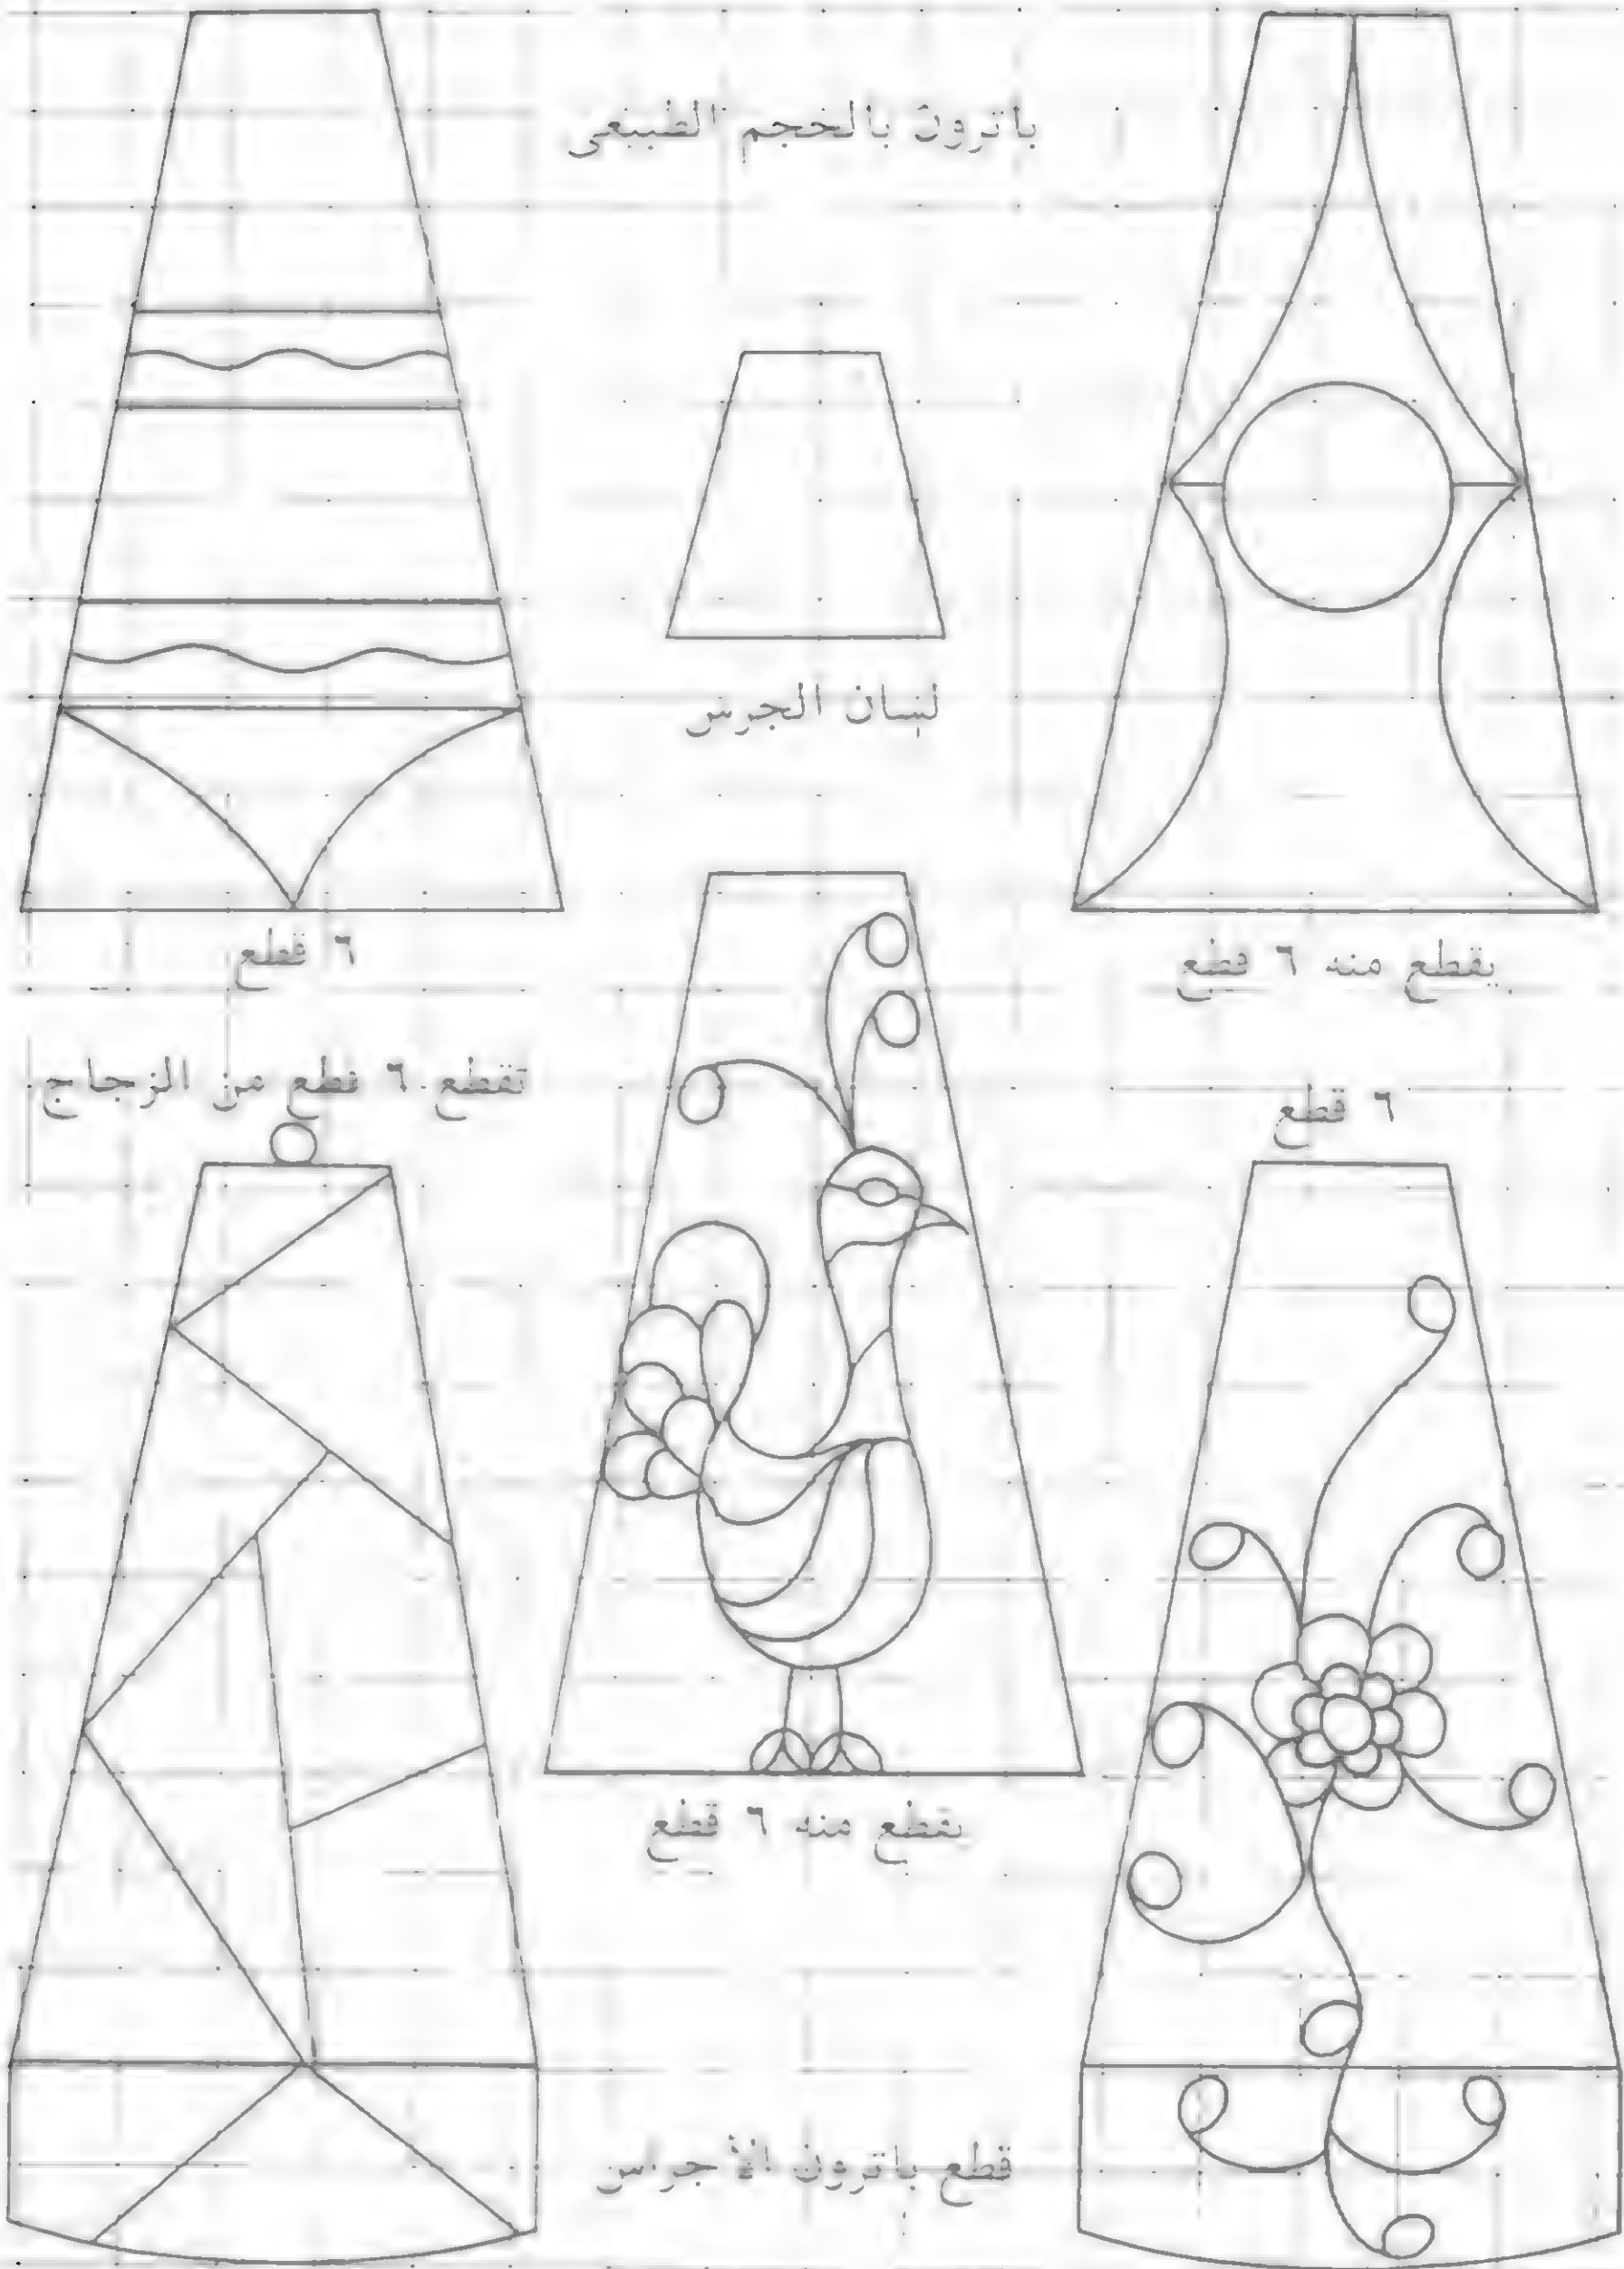 باترون بالحجم الطبيعى
لسان الجرس
يقطع منه ٦ قطع
٦ قطع
٦ قطع
تقطع ٦ قطع من الزجاج
يقطع منه ٦ قطع
قطع باترون الأجراس